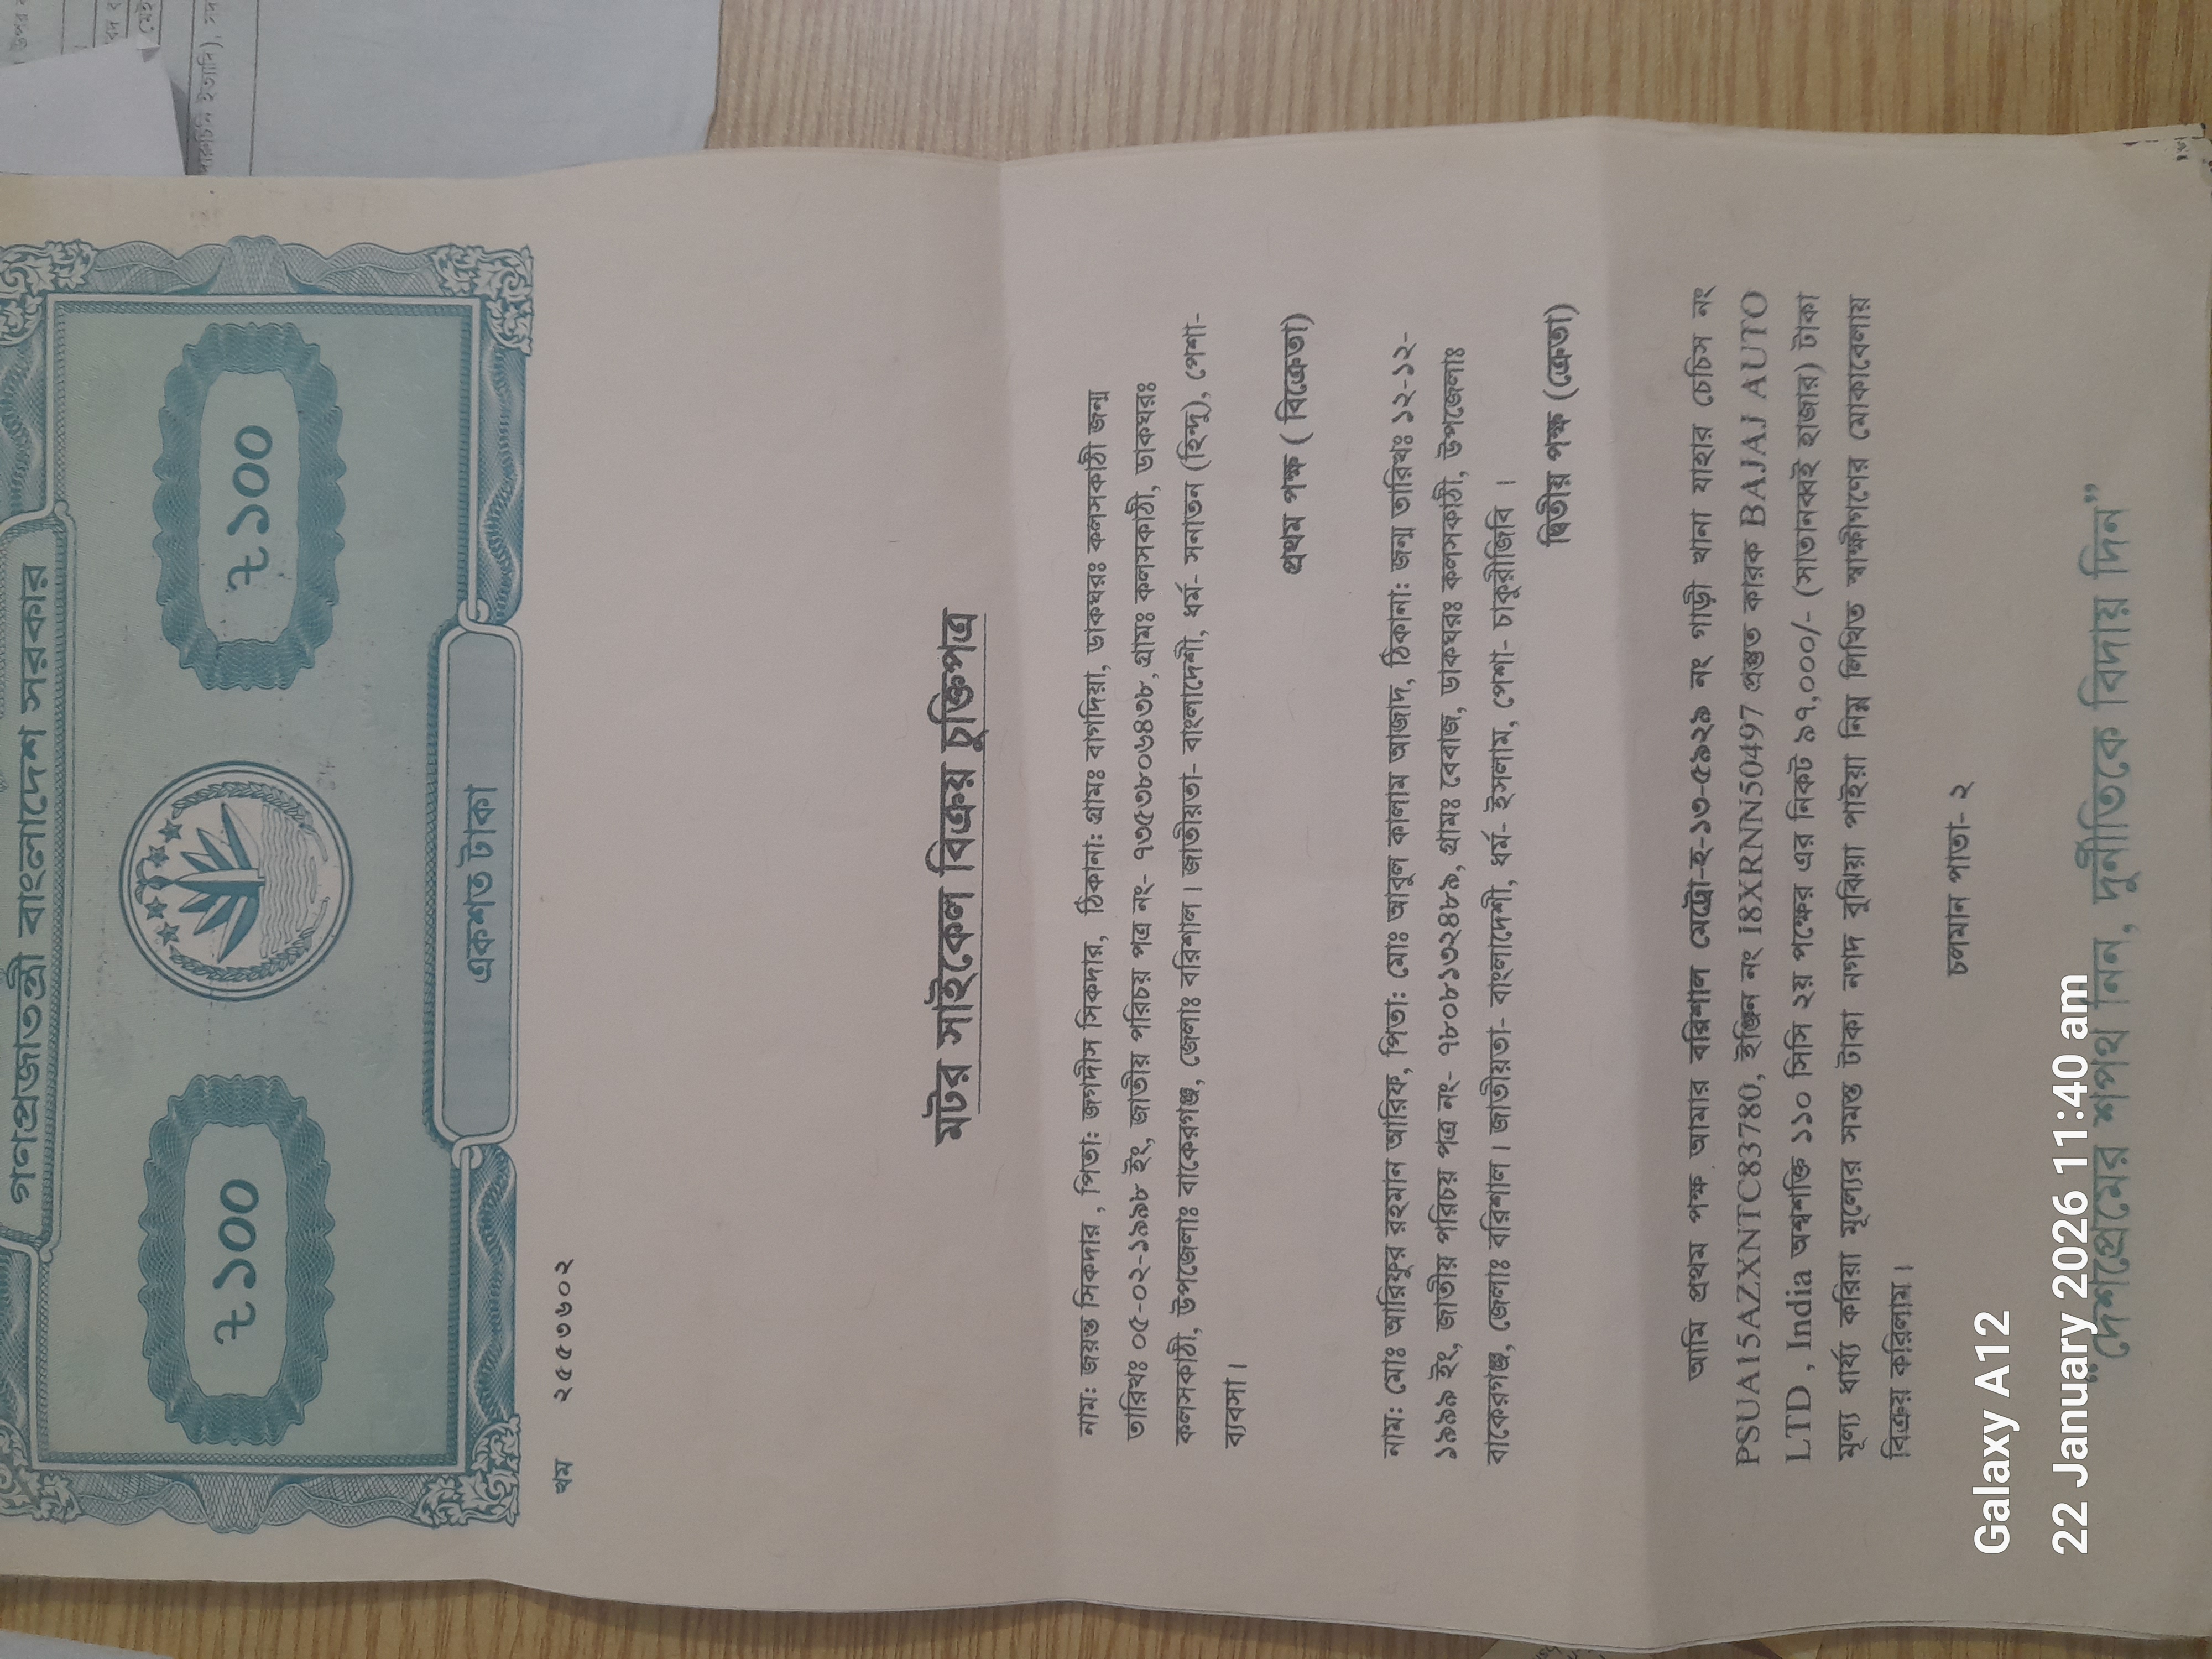 গণপ্রজাতন্ত্রী বাংলাদেশ সরকার
৳ ১০০
৳ ১০০
একশত টাকা
খম ২৫৫৩৬০২
মটর সাইকেল বিক্রয় চুক্তিপত্র
নাম: জয়ন্ত সিকদার , পিতা: জগদীস সিকদার, ঠিকানা: গ্রামঃ বাগদিয়া, ডাকঘরঃ কলসকাঠী জন্ম
তারিখঃ ০৫-০২-১৯৯৮ ইং, জাতীয় পরিচয় পত্র নং- ৭৩৫৩৮০৬৪৩৮, গ্রামঃ কলসকাঠী, ডাকঘরঃ
কলসকাঠী, উপজেলাঃ বাকেরগঞ্জ, জেলাঃ বরিশাল । জাতীয়তা- বাংলাদেশী, ধর্ম- সনাতন (হিন্দু), পেশা-
ব্যবসা ।
প্রথম পক্ষ ( বিক্রেতা)
নাম: মোঃ আরিফুর রহমান আরিফ, পিতা: মোঃ আবুল কালাম আজাদ, ঠিকানা: জন্ম তারিখঃ ১২-১২-
১৯৯৯ ইং, জাতীয় পরিচয় পত্র নং- ৭৮০৮১৩২৪৮৯, গ্রামঃ বেবাজ, ডাকঘরঃ কলসকাঠী, উপজেলাঃ
বাকেরগঞ্জ, জেলাঃ বরিশাল । জাতীয়তা- বাংলাদেশী, ধর্ম- ইসলাম, পেশা- চাকুরীজিবি ।
দ্বিতীয় পক্ষ (ক্রেতা)
আমি প্রথম পক্ষ আমার বরিশাল মেট্রো-হ-১৩-৫৯২৯ নং গাড়ী খানা যাহার চেচিস নং
PSUA15AZXNTC83780, ইঞ্জিন নং I8XRNN50497 প্রস্তুত কারক BAJAJ AUTO
LTD , India অশ্বশক্তি ১১০ সিসি ২য় পক্ষের এর নিকট ৯৭,০০০/- (সাতানব্বই হাজার) টাকা
মূল্য ধার্য্য করিয়া মূল্যের সমস্ত টাকা নগদ বুঝিয়া পাইয়া নিম্ন লিখিত স্বাক্ষীগণের মোকাবেলায়
বিক্রয় করিলাম ।
চলমান পাতা- ২
“দেশপ্রেমের শপথ নিন, দুর্নীতিকে বিদায় দিন”
Galaxy A12
22 January 2026 11:40 am